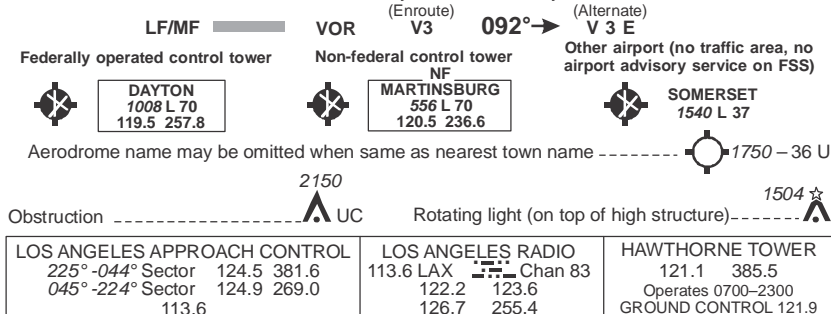 (Enroute) (Alternate)
LF/MF VOR V3 092° V 3 E
Federally operated control tower
Non-federal control tower
Other airport (no traffic area, no
airport advisory service on FSS)
DAYTON
1008 L 70
119.5 257.8
NF
MARTINSBURG
556 L 70
120.5 236.6
SOMERSET
1540 L 37
Aerodrome name may be omitted when same as nearest town name 1750 – 36 U
2150
Obstruction UC
1504
Rotating light (on top of high structure)
LOS ANGELES APPROACH CONTROL
225° -044° Sector 124.5 381.6
045° -224° Sector 124.9 269.0
113.6
LOS ANGELES RADIO
113.6 LAX Chan 83
122.2 123.6
126.7 255.4
HAWTHORNE TOWER
121.1 385.5
Operates 0700–2300
GROUND CONTROL 121.9